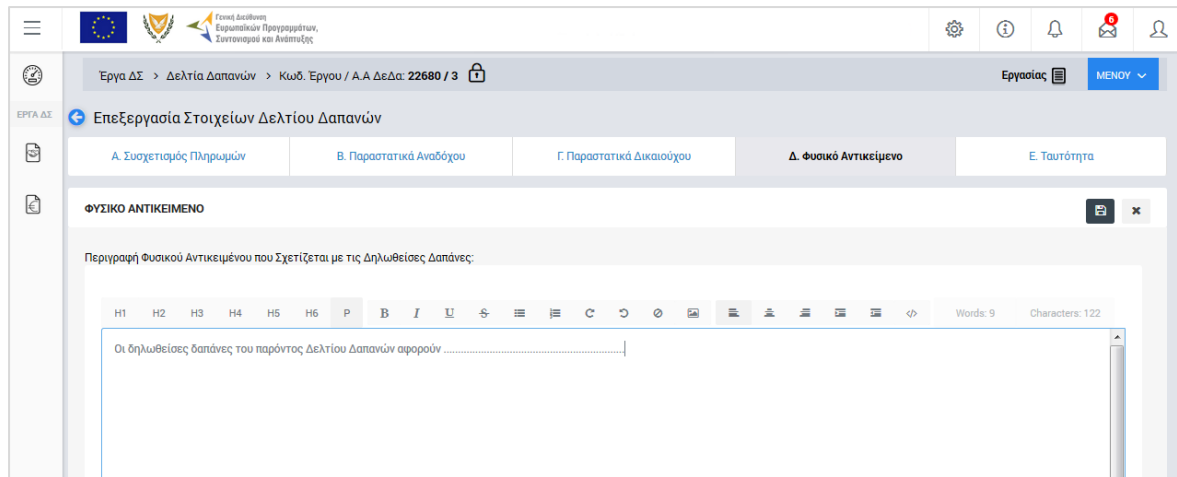 Γενική Διεύθυνση
Ευρωπαϊκών Προγραμμάτων,
Συντονισμού και Ανάπτυξης
6
Έργα ΔΣ > Δελτία Δαπανών > Κωδ. Έργου / Α.Α ΔεΔα: 22680 / 3
Εργασίας
ΜΕΝΟΥ
ΕΡΓΑ ΔΣ
Επεξεργασία Στοιχείων Δελτίου Δαπανών
Α. Συσχετισμός Πληρωμών
Β. Παραστατικά Αναδόχου
Γ. Παραστατικά Δικαιούχου
Δ. Φυσικό Αντικείμενο
Ε. Ταυτότητα
ΦΥΣΙΚΟ ΑΝΤΙΚΕΙΜΕΝΟ
Περιγραφή Φυσικού Αντικειμένου που Σχετίζεται με τις Δηλωθείσες Δαπάνες:
H1 H2 H3 H4 H5 H6 P B I U S </> Words: 9 Characters: 122
Οι δηλωθείσες δαπάνες του παρόντος Δελτίου Δαπανών αφορούν ................................................................